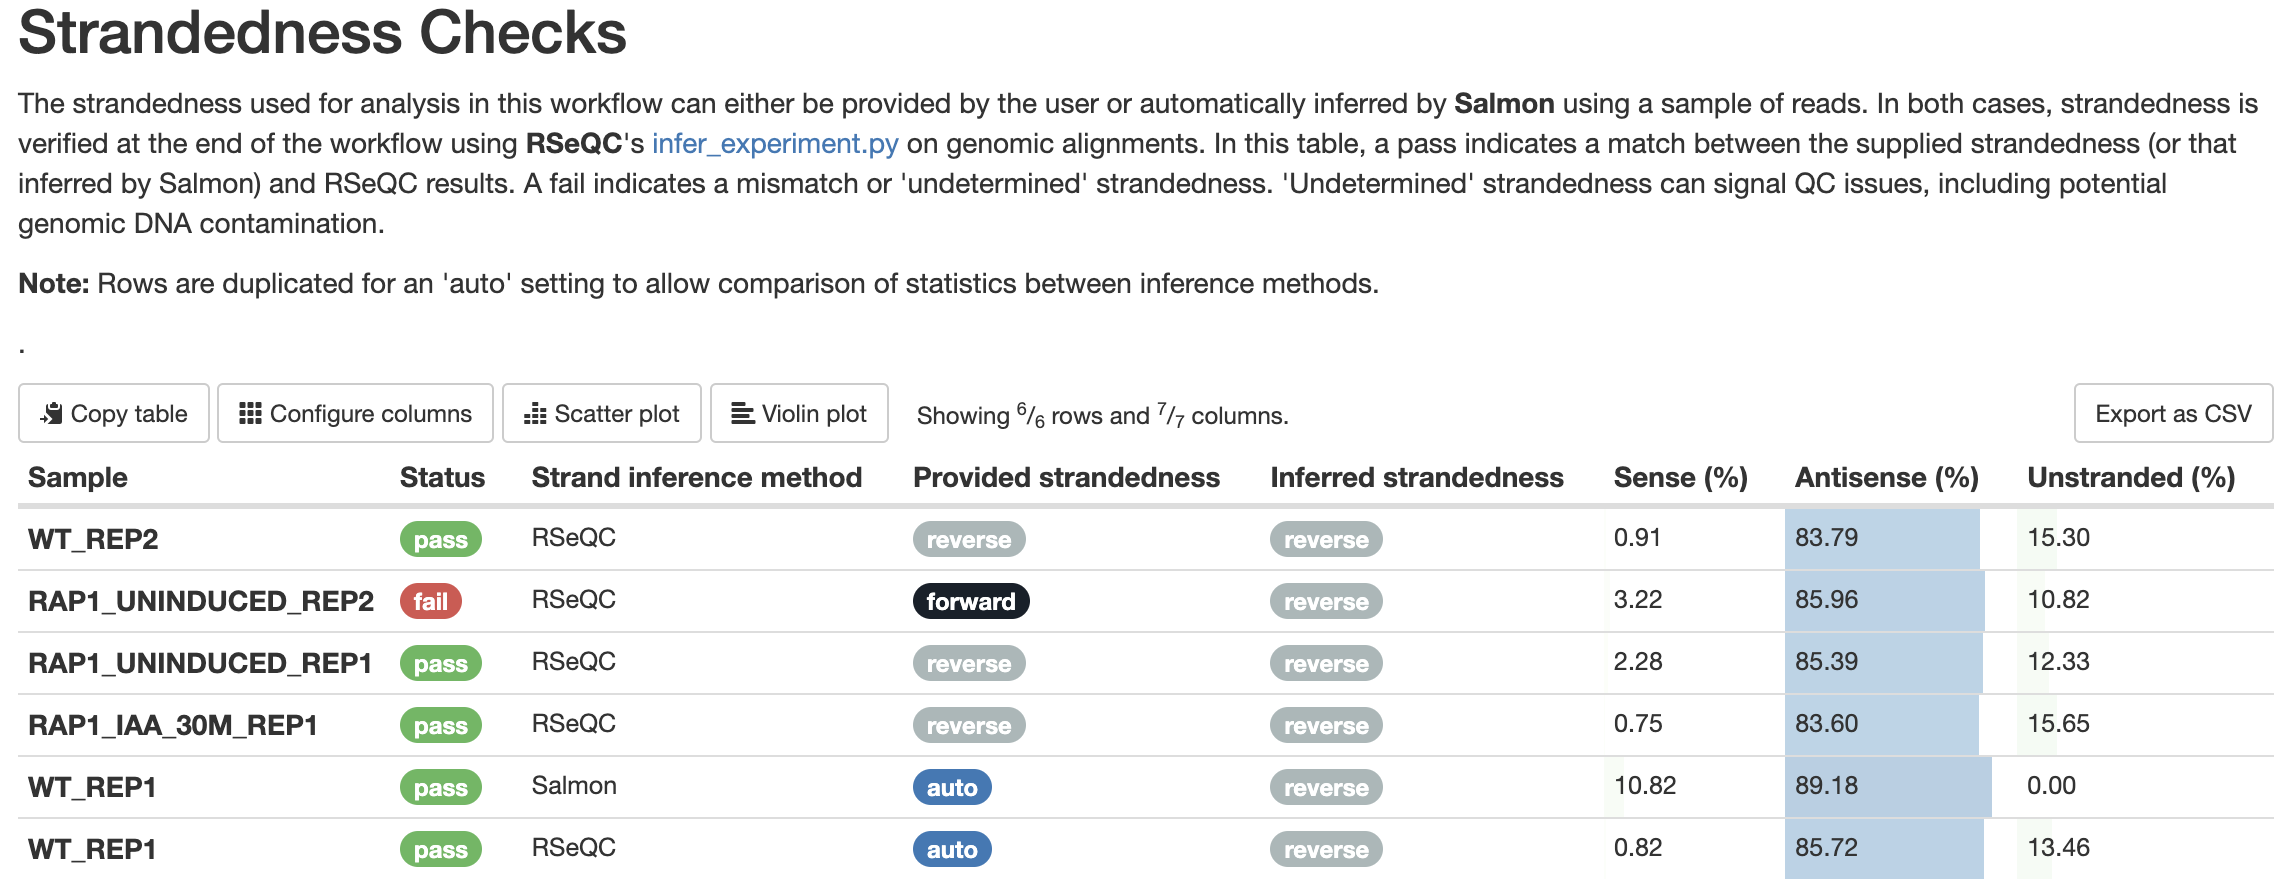 Strandedness Checks
The strandedness used for analysis in this workflow can either be provided by the user or automatically inferred by Salmon using a sample of reads. In both cases, strandedness is
verified at the end of the workflow using RSeQC's infer_experiment.py on genomic alignments. In this table, a pass indicates a match between the supplied strandedness (or that
inferred by Salmon) and RSeQC results. A fail indicates a mismatch or 'undetermined' strandedness. 'Undetermined' strandedness can signal QC issues, including potential
genomic DNA contamination.
Note: Rows are duplicated for an 'auto' setting to allow comparison of statistics between inference methods.
.
Copy table Configure columns Scatter plot Violin plot Showing 6/6 rows and 7/7 columns. Export as CSV
Sample Status Strand inference method Provided strandedness Inferred strandedness Sense (%) Antisense (%) Unstranded (%)
WT_REP2 pass RSeQC reverse reverse 0.91 83.79 15.30
RAP1_UNINDUCED_REP2 fail RSeQC forward reverse 3.22 85.96 10.82
RAP1_UNINDUCED_REP1 pass RSeQC reverse reverse 2.28 85.39 12.33
RAP1_IAA_30M_REP1 pass RSeQC reverse reverse 0.75 83.60 15.65
WT_REP1 pass Salmon auto reverse 10.82 89.18 0.00
WT_REP1 pass RSeQC auto reverse 0.82 85.72 13.46